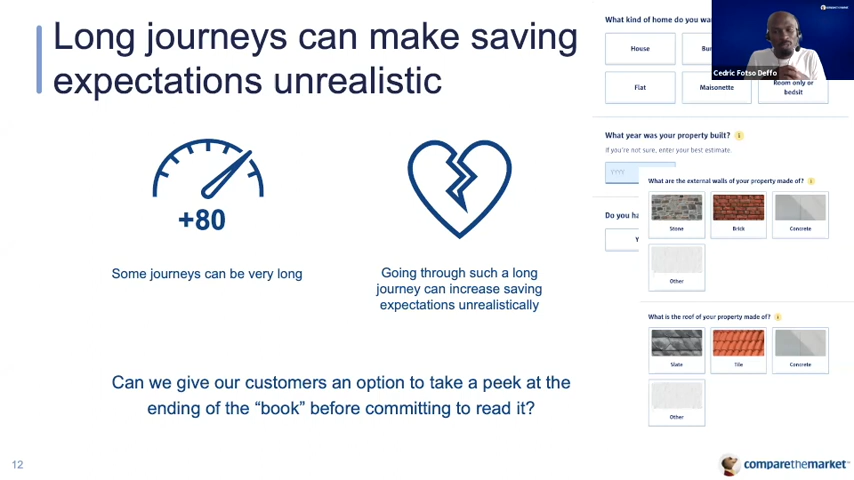 Long journeys can make saving
expectations unrealistic
+80
Some journeys can be very long
Going through such a long
journey can increase saving
expectations unrealistically
Can we give our customers an option to take a peek at the
ending of the “book” before committing to read it?
12
What kind of home do you
House
Flat
Maisonette
Room only or
bedsit
What year was your property built?
If you're not sure, enter your best estimate.
YYYY
Do you
What are the external walls of your property made of?
Stone
Brick
Concrete
Other
What is the roof of your property made of?
Slate
Tile
Concrete
Other
comparethemarket
Cedric Fotso Deffo
comparethemarket